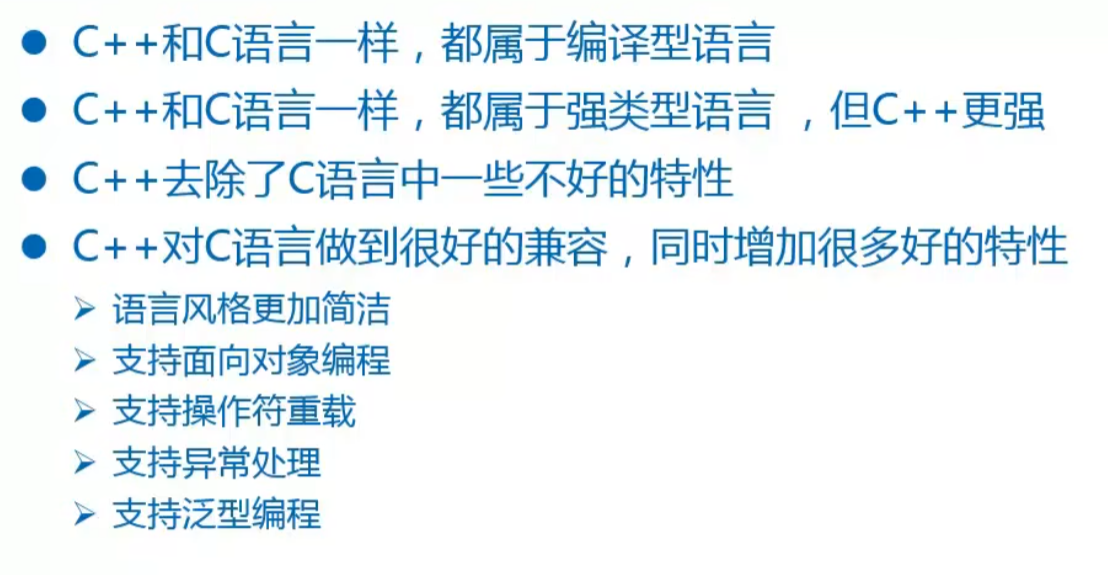 ● C++和C语言一样，都属于编译型语言
● C++和C语言一样，都属于强类型语言 ，但C++更强
● C++去除了C语言中一些不好的特性
● C++对C语言做到很好的兼容，同时增加很多好的特性
➢ 语言风格更加简洁
➢ 支持面向对象编程
➢ 支持操作符重载
➢ 支持异常处理
➢ 支持泛型编程